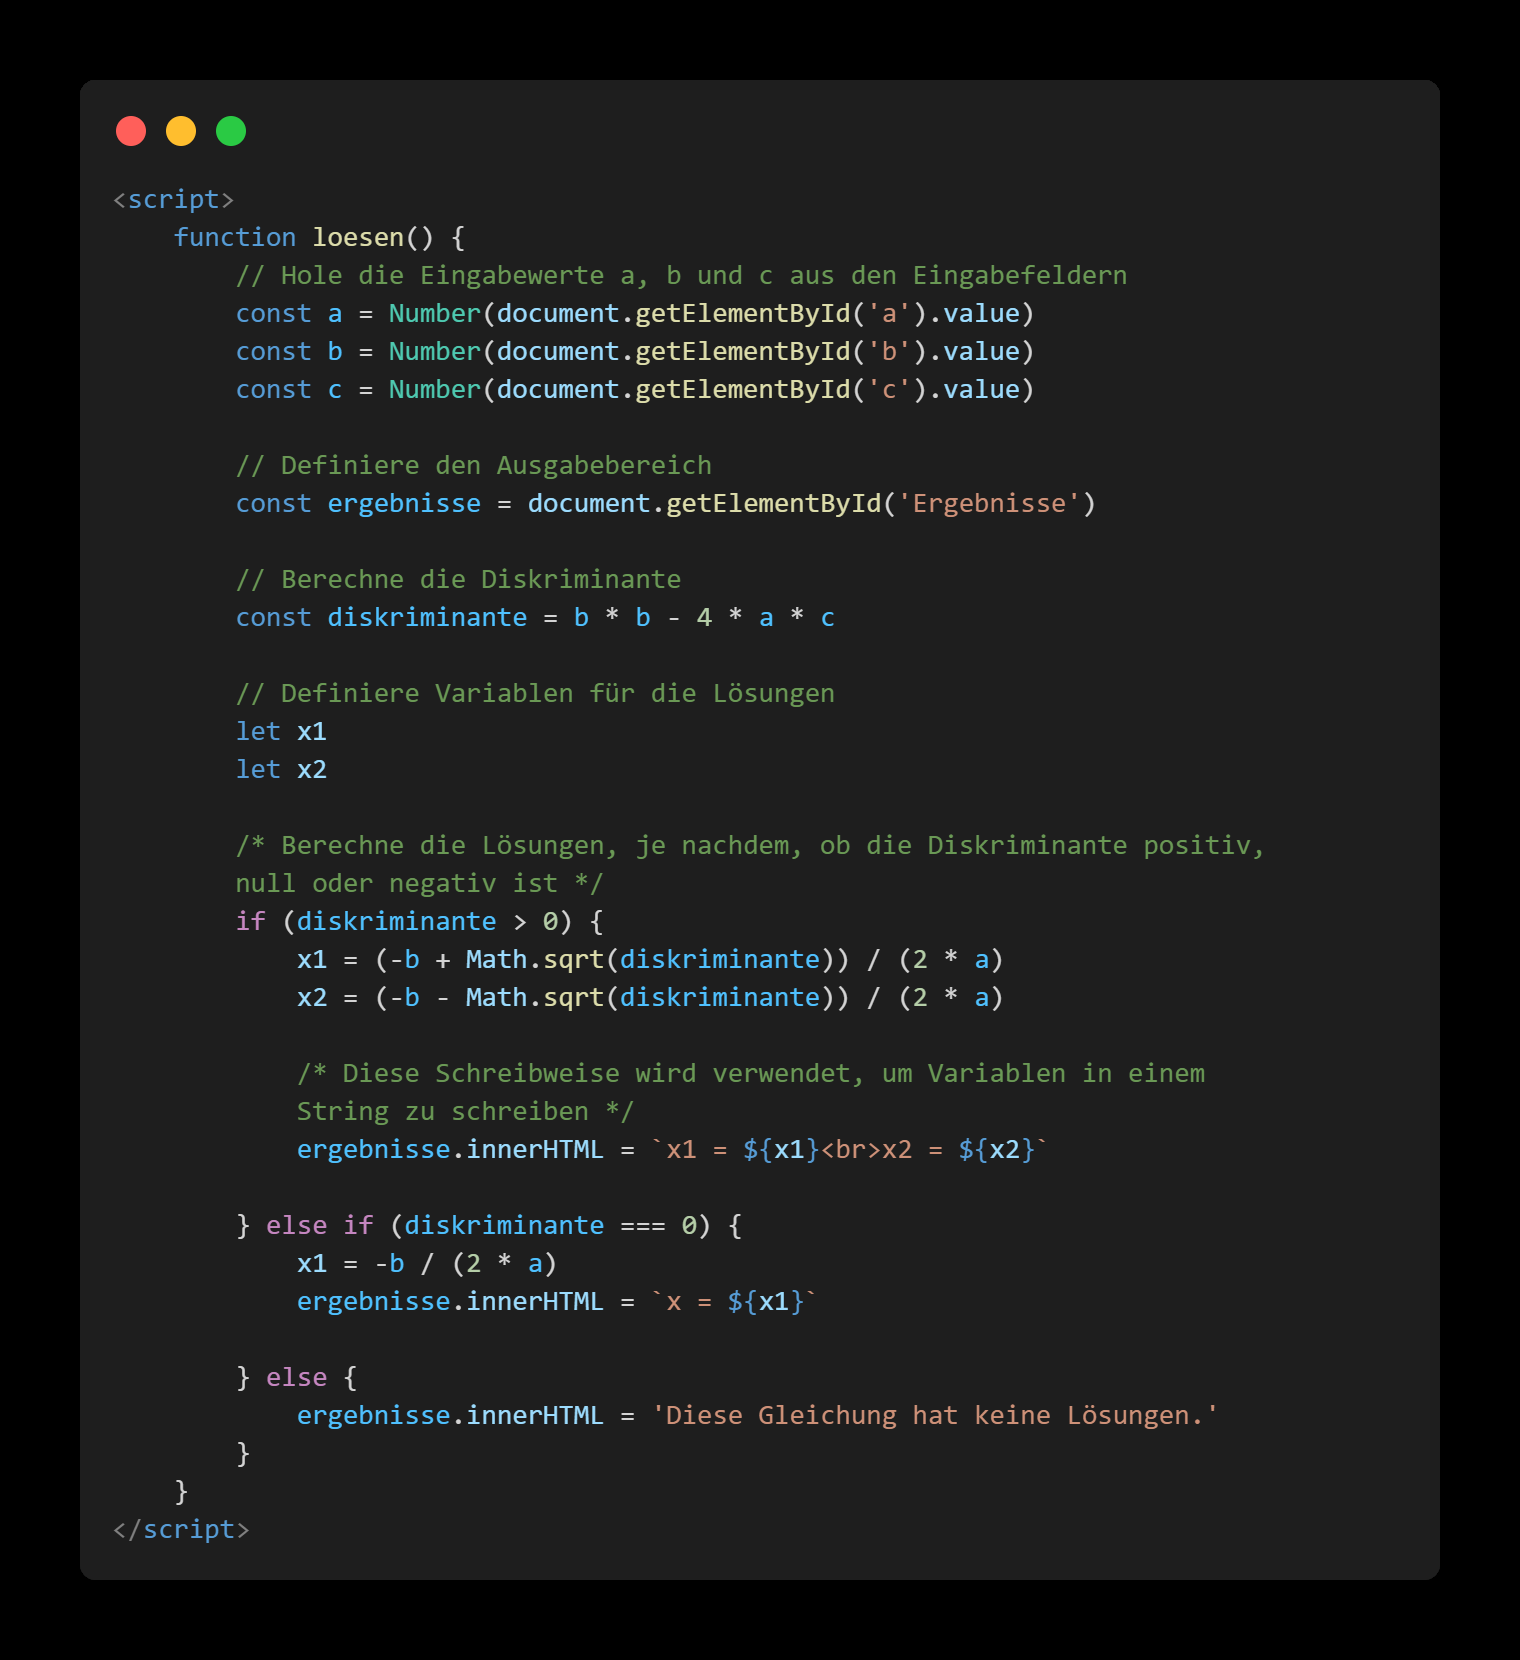 <script>
    function loesen() {
        // Hole die Eingabewerte a, b und c aus den Eingabefeldern
        const a = Number(document.getElementById('a').value)
        const b = Number(document.getElementById('b').value)
        const c = Number(document.getElementById('c').value)

        // Definiere den Ausgabebereich
        const ergebnisse = document.getElementById('Ergebnisse')

        // Berechne die Diskriminante
        const diskriminante = b * b - 4 * a * c

        // Definiere Variablen für die Lösungen
        let x1
        let x2

        /* Berechne die Lösungen, je nachdem, ob die Diskriminante positiv,
        null oder negativ ist */
        if (diskriminante > 0) {
            x1 = (-b + Math.sqrt(diskriminante)) / (2 * a)
            x2 = (-b - Math.sqrt(diskriminante)) / (2 * a)

            /* Diese Schreibweise wird verwendet, um Variablen in einem
            String zu schreiben */
            ergebnisse.innerHTML = `x1 = ${x1}<br>x2 = ${x2}`

        } else if (diskriminante === 0) {
            x1 = -b / (2 * a)
            ergebnisse.innerHTML = `x = ${x1}`

        } else {
            ergebnisse.innerHTML = 'Diese Gleichung hat keine Lösungen.'
        }
    }
</script>